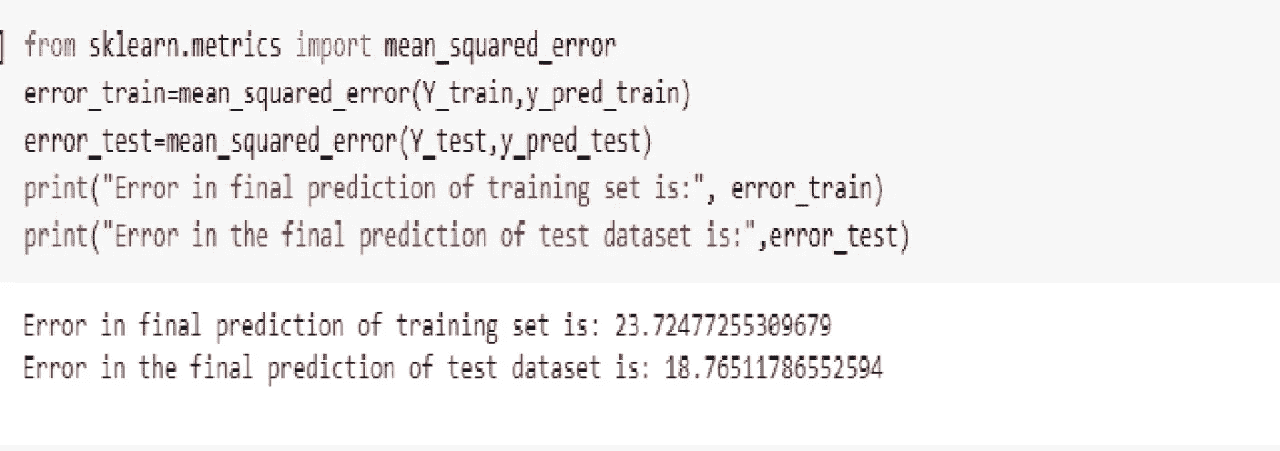 ] from sklearn.metrics import mean_squared_error
error_train=mean_squared_error(Y_train,y_pred_train)
error_test=mean_squared_error(Y_test,y_pred_test)
print("Error in final prediction of training set is:", error_train)
print("Error in the final prediction of test dataset is:",error_test)
Error in final prediction of training set is: 23.72477255309679
Error in the final prediction of test dataset is: 18.76511786552594